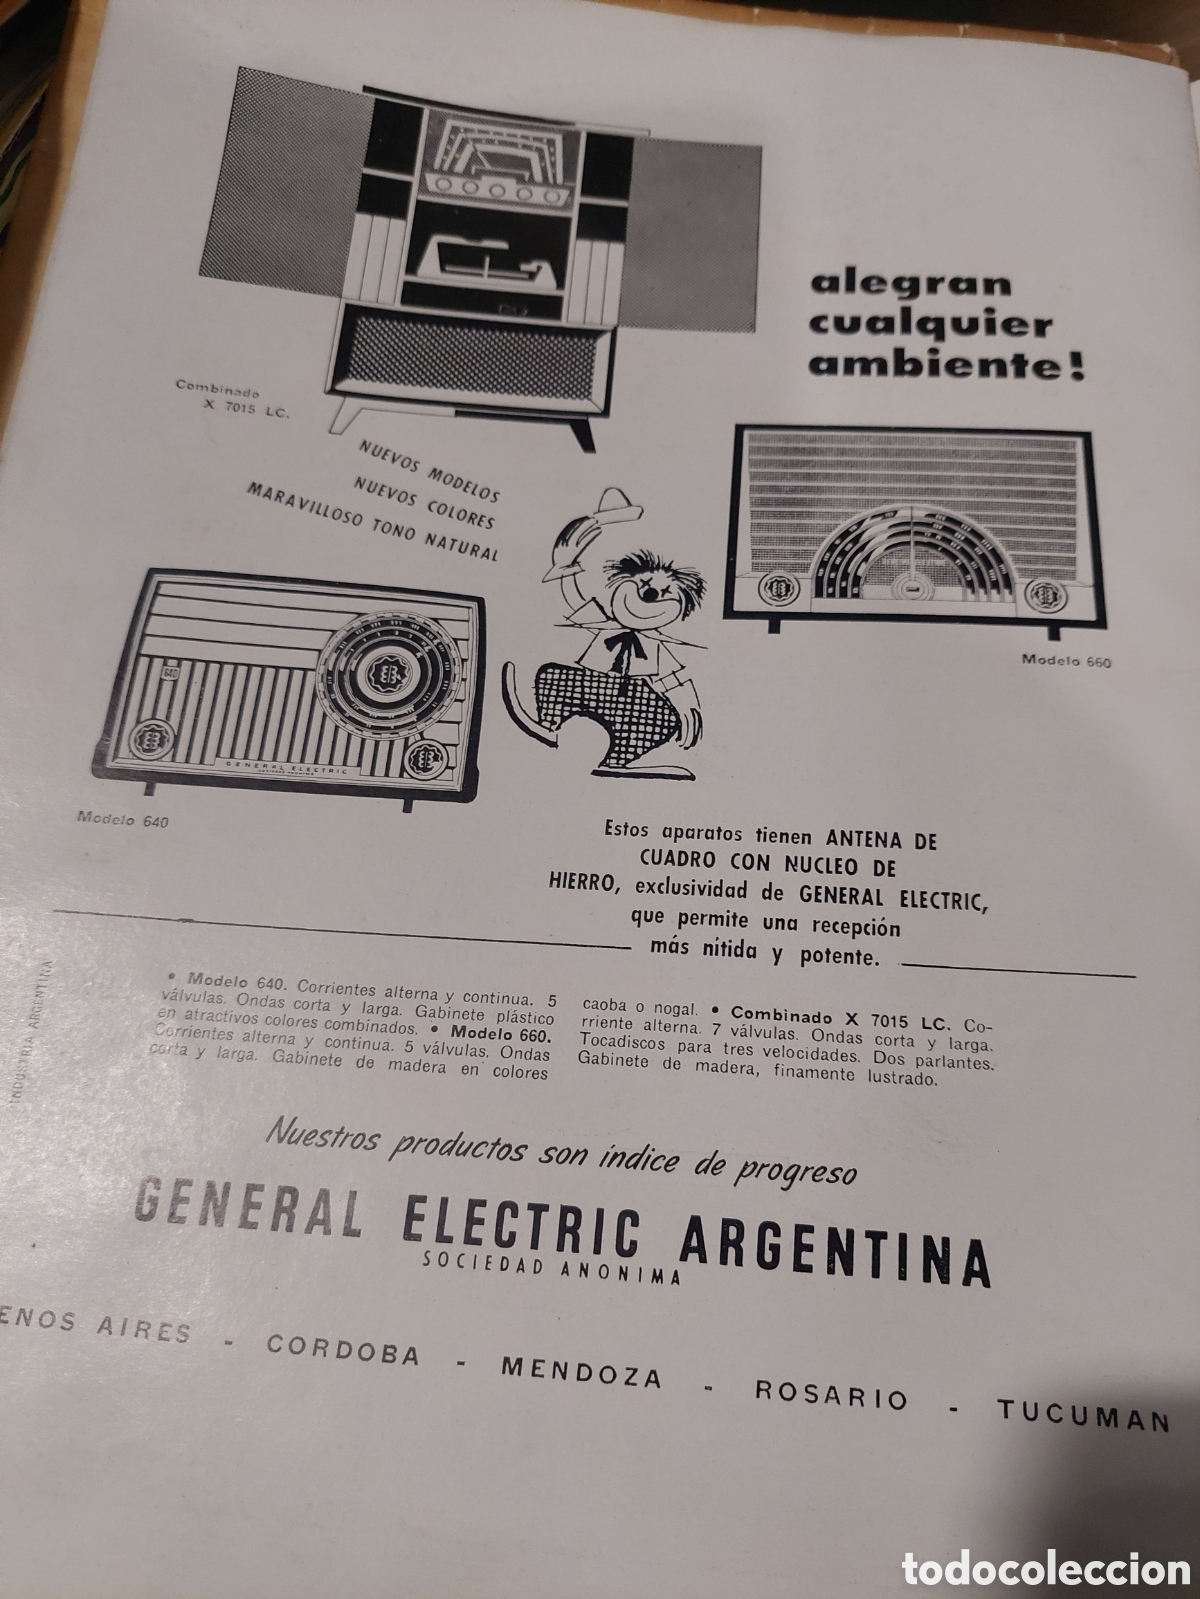 alegran
cualquier
ambiente!
Combinado
X 7015 LC.
NUEVOS MODELOS
NUEVOS COLORES
MARAVILLOSO TONO NATURAL
Modelo 660
640
GENERAL ELECTRIC
Modelo 640
Estos aparatos tienen ANTENA DE
CUADRO CON NUCLEO DE
HIERRO, exclusividad de GENERAL ELECTRIC,
que permite una recepción
más nítida y potente.
• Modelo 640. Corrientes alterna y continua. 5
válvulas. Ondas corta y larga. Gabinete plástico
en atractivos colores combinados. • Modelo 660.
Corrientes alterna y continua. 5 válvulas. Ondas
corta y larga. Gabinete de madera en colores
caoba o nogal. • Combinado X 7015 LC. Co-
rriente alterna. 7 válvulas. Ondas corta y larga.
Tocadiscos para tres velocidades. Dos parlantes.
Gabinete de madera, finamente lustrado.
INDUSTRIA ARGENTINA
Nuestros productos son índice de progreso
GENERAL ELECTRIC ARGENTINA
SOCIEDAD ANONIMA
ENOS AIRES - CORDOBA - MENDOZA - ROSARIO - TUCUMAN
todocoleccion